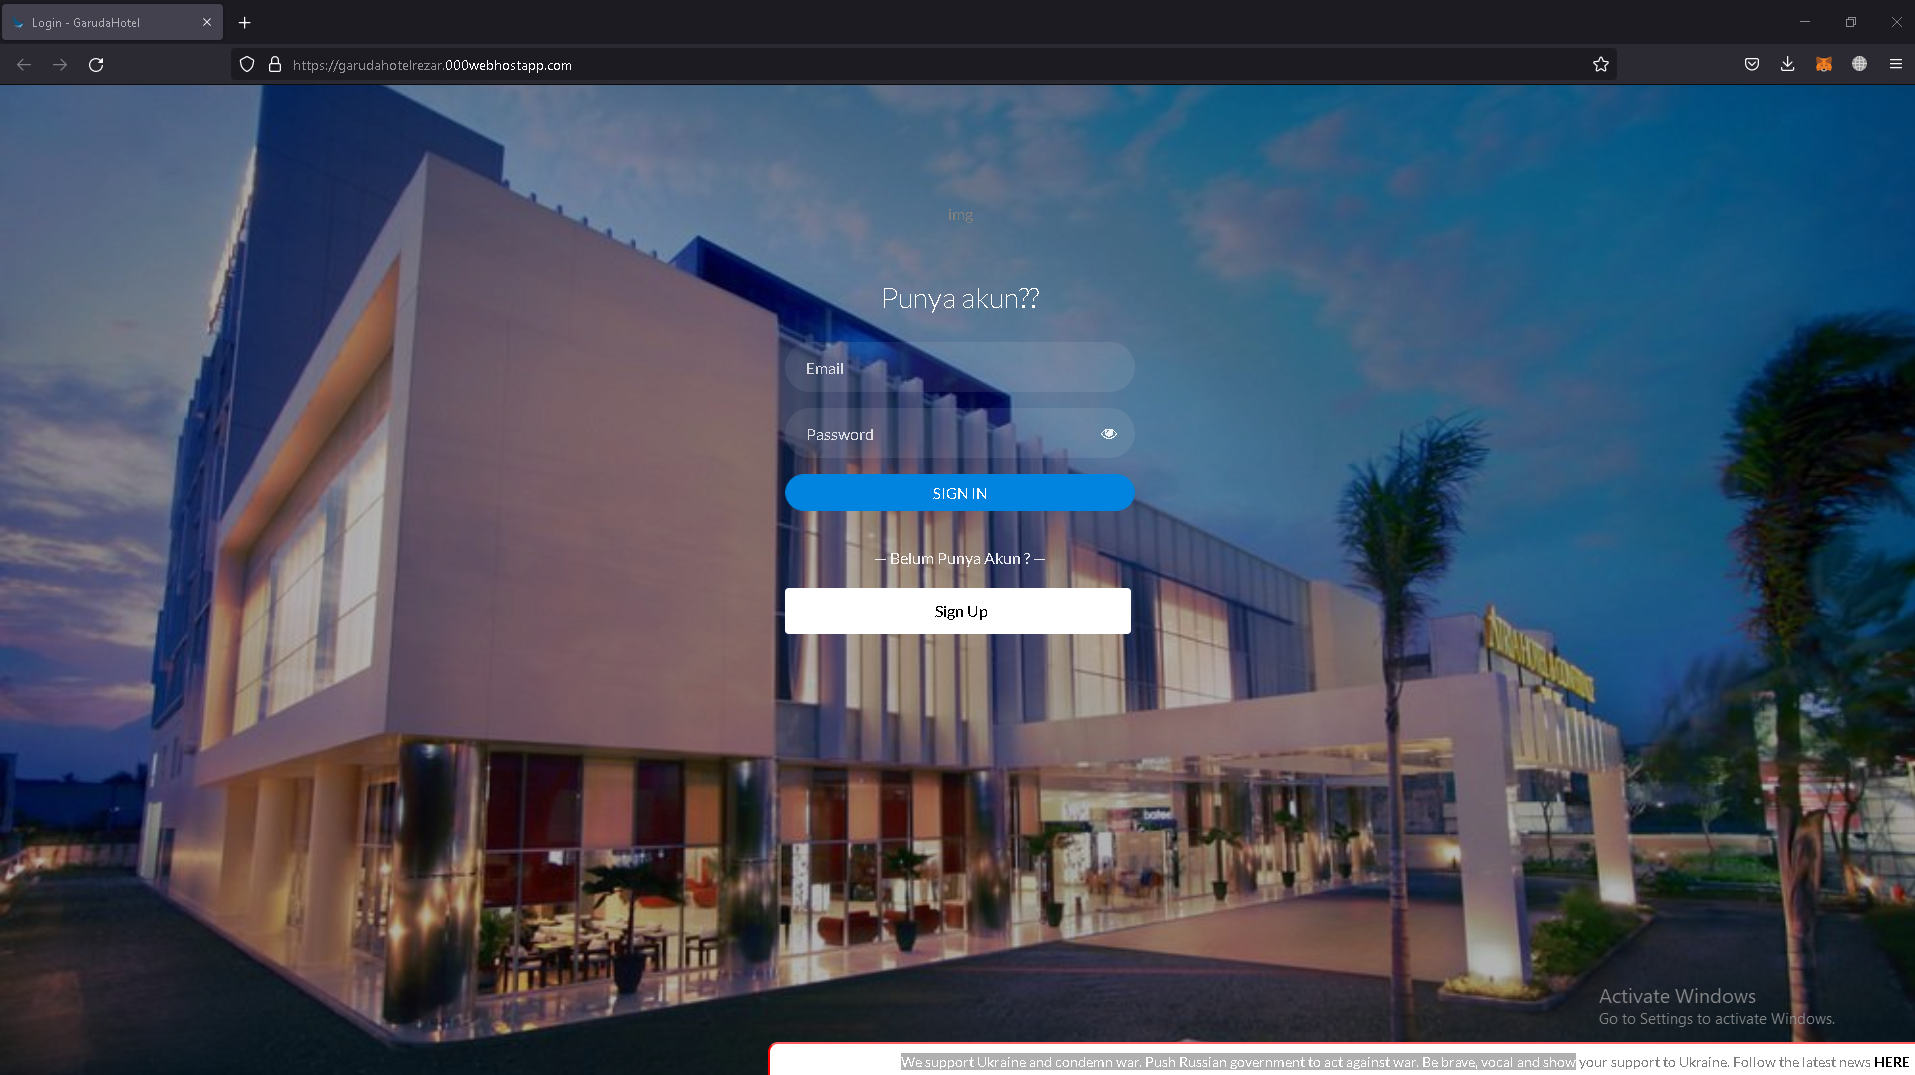 Login - GarudaHotel
https://garudahotelrezar.000webhostapp.com
img
Punya akun??
Email
Password
SIGN IN
— Belum Punya Akun ? —
Sign Up
Activate Windows
Go to Settings to activate Windows.
We support Ukraine and condemn war. Push Russian government to act against war. Be brave, vocal and show your support to Ukraine. Follow the latest news HERE